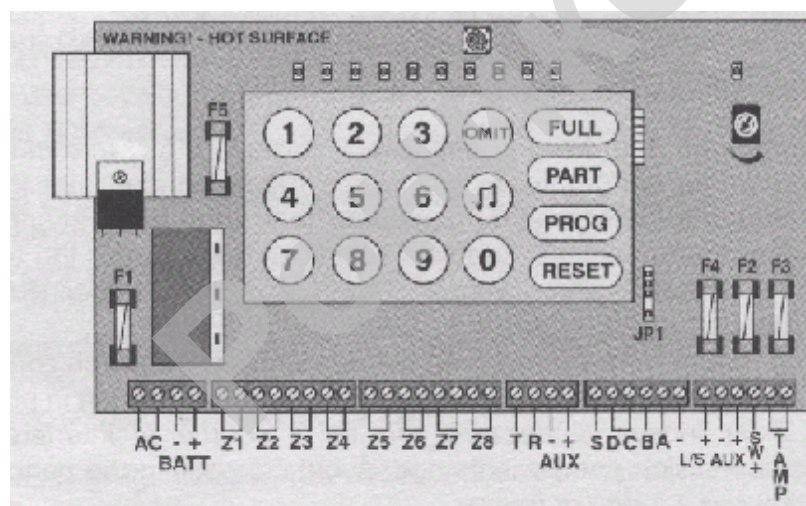 WARNING! - HOT SURFACE
F5
1 2 3 OMIT FULL
4 5 6 ♫ PART
PROG
7 8 9 0 RESET
F1
JP1
F4 F2 F3
AC - + Z1 Z2 Z3 Z4 Z5 Z6 Z7 Z8 T R - + S D C B A - + - + S W + T A M P
BATT AUX L/S AUX